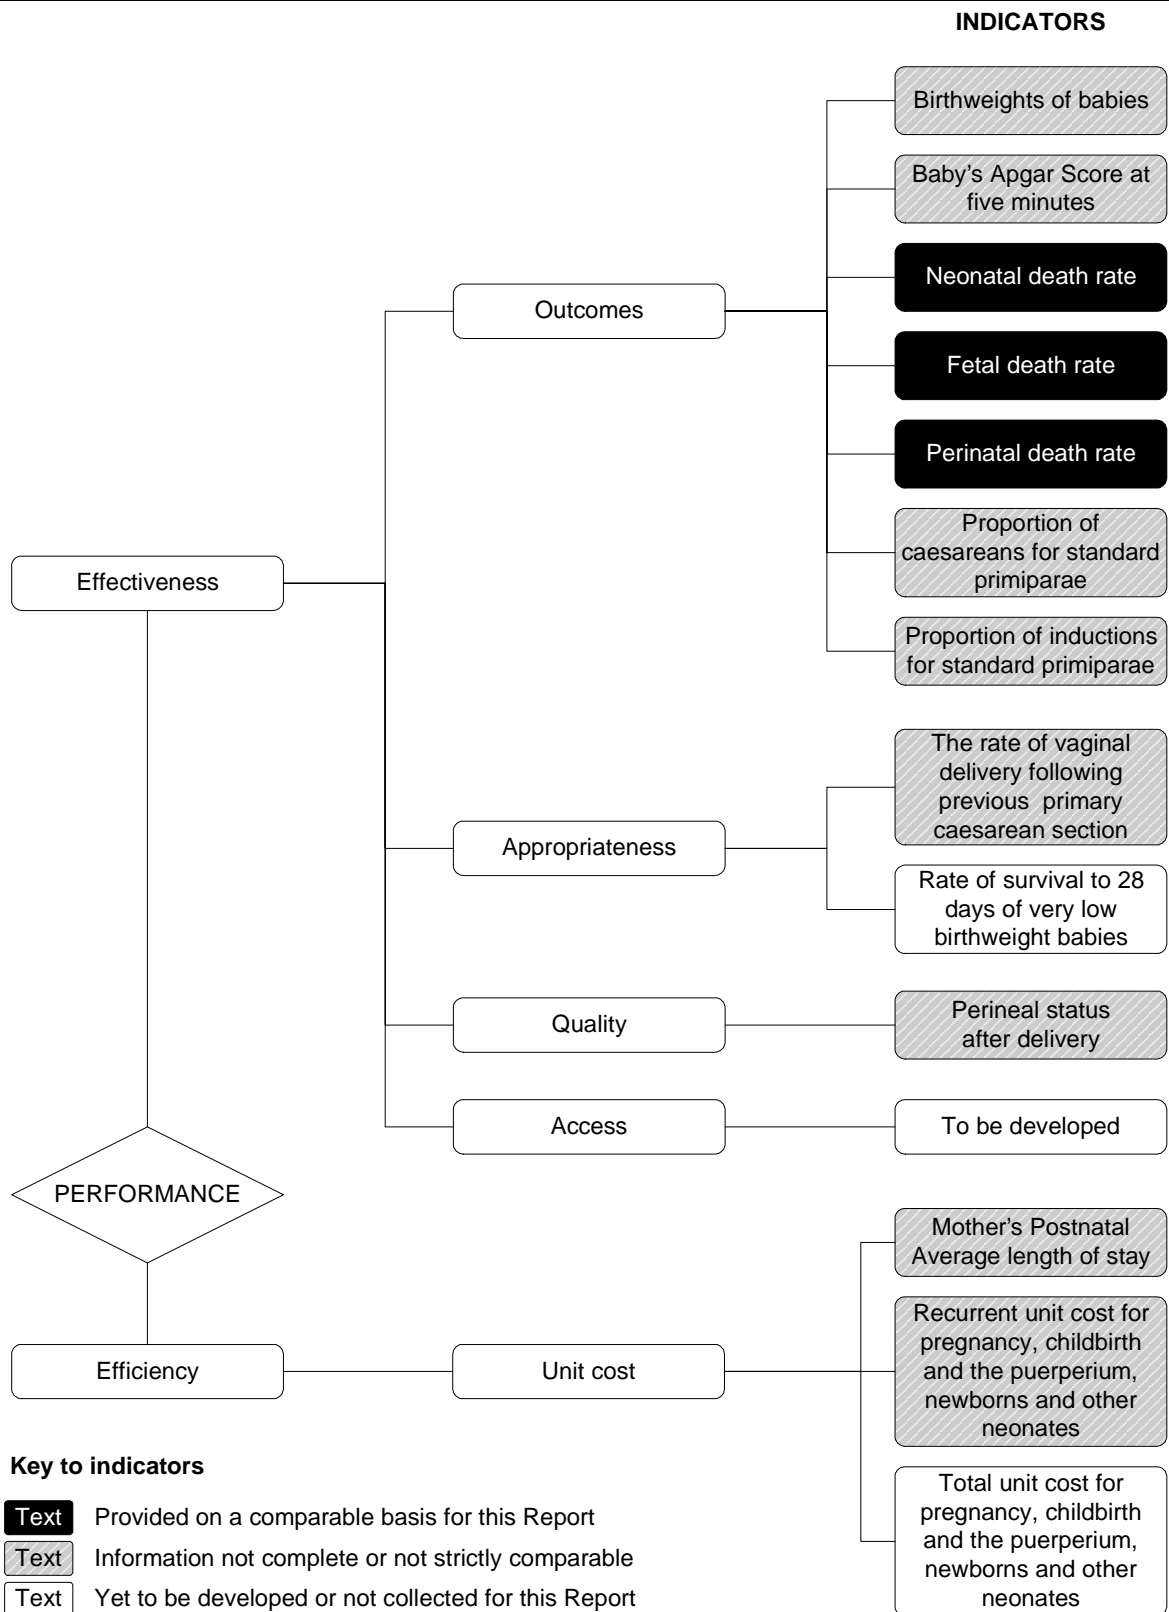 INDICATORS
Birthweights of babies
Baby's Apgar Score at
five minutes
Neonatal death rate
Outcomes
Fetal death rate
Perinatal death rate
Proportion of
caesareans for standard
primiparae
Effectiveness
Proportion of inductions
for standard primiparae
The rate of vaginal
delivery following
previous  primary
caesarean section
Appropriateness
Rate of survival to 28
days of very low
birthweight babies
Quality
Perineal status
after delivery
Access
To be developed
PERFORMANCE
Mother's Postnatal
Average length of stay
Efficiency
Unit cost
Recurrent unit cost for
pregnancy, childbirth
and the puerperium,
newborns and other
neonates
Total unit cost for
pregnancy, childbirth
and the puerperium,
newborns and other
neonates
Key to indicators
Text Provided on a comparable basis for this Report
Text Information not complete or not strictly comparable
Text Yet to be developed or not collected for this Report